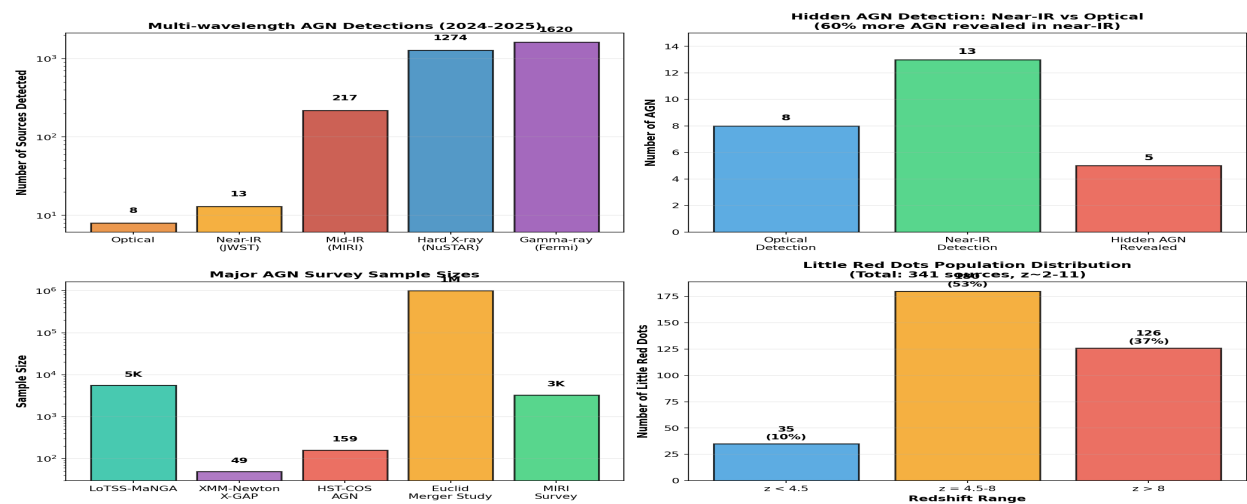 Multi-wavelength AGN Detections (2024-2025)
Number of Sources Detected
10³
10²
10¹
8
13
217
1274
1620
Optical
Near-IR
(JWST)
Mid-IR
(MIRI)
Hard X-ray
(NuSTAR)
Gamma-ray
(Fermi)
Hidden AGN Detection: Near-IR vs Optical
(60% more AGN revealed in near-IR)
Number of AGN
14
12
10
8
6
4
2
0
8
13
5
Optical
Detection
Near-IR
Detection
Hidden AGN
Revealed
Major AGN Survey Sample Sizes
Sample Size
10⁶
10⁵
10⁴
10³
10²
5K
49
159
1M
3K
LoTSS-MaNGA
XMM-Newton
X-GAP
HST-COS
AGN
Euclid
Merger Study
MIRI
Survey
Little Red Dots Population Distribution
(Total: 341 sources, z~2-11)
Number of Little Red Dots
175
150
125
100
75
50
25
0
35
(10%)
180
(53%)
126
(37%)
z < 4.5
z = 4.5-8
z > 8
Redshift Range